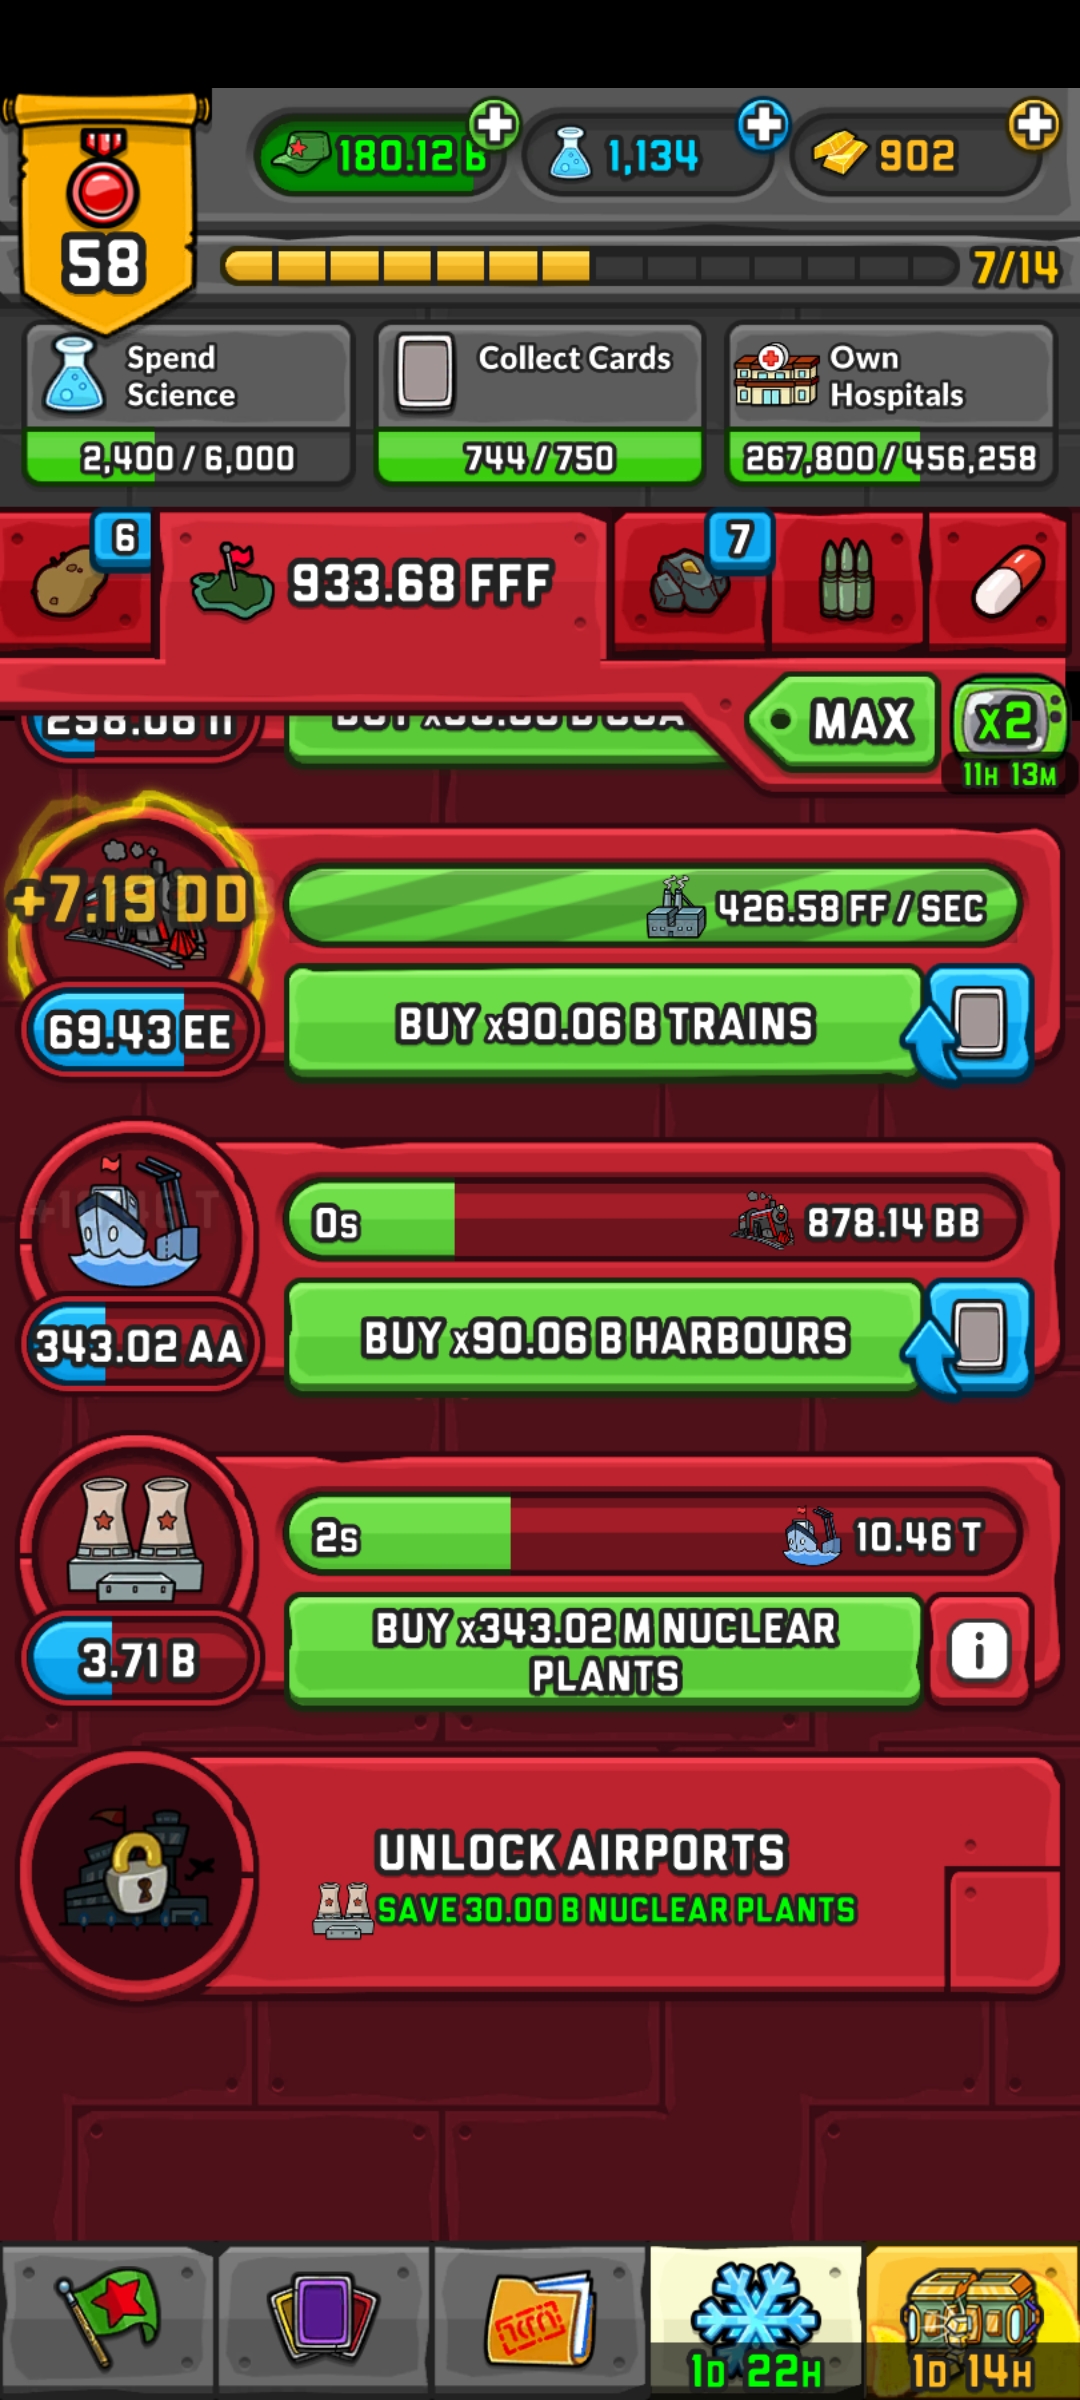 180.12 B
1,134
902
58
7/14
Spend
Science
2,400 / 6,000
Collect Cards
744 / 750
Own
Hospitals
267,800 / 456,258
6
933.68 FFF
7
MAX
x2
11H 13M
+7.19 DD
426.58 FF / SEC
69.43 EE
BUY x90.06 B TRAINS
0s
878.14 BB
343.02 AA
BUY x90.06 B HARBOURS
2s
10.46 T
3.71 B
BUY x343.02 M NUCLEAR
PLANTS
i
UNLOCK AIRPORTS
SAVE 30.00 B NUCLEAR PLANTS
1D 22H
1D 14H